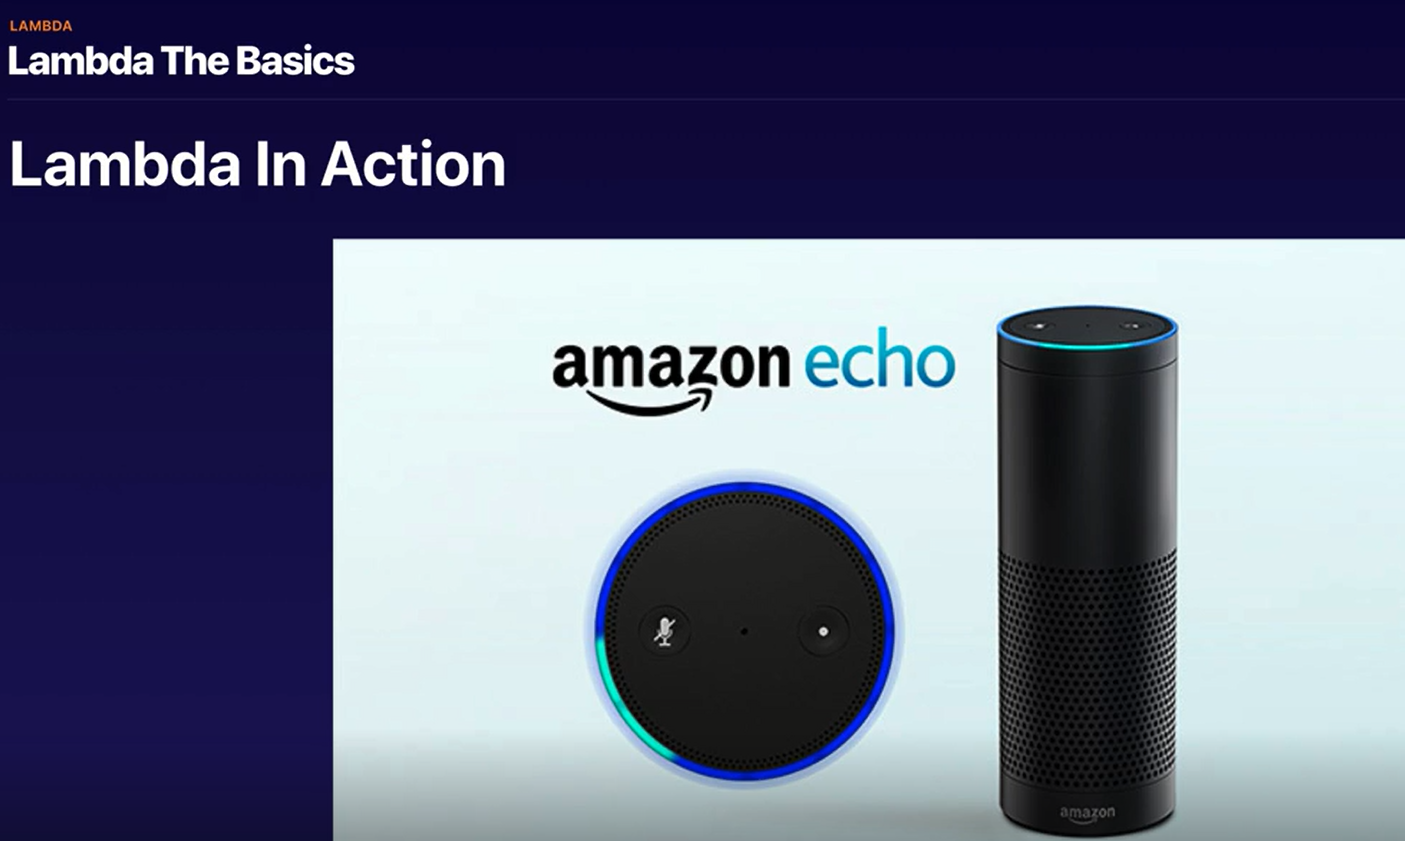 LAMBDA
Lambda The Basics
Lambda In Action
amazon echo
amazon